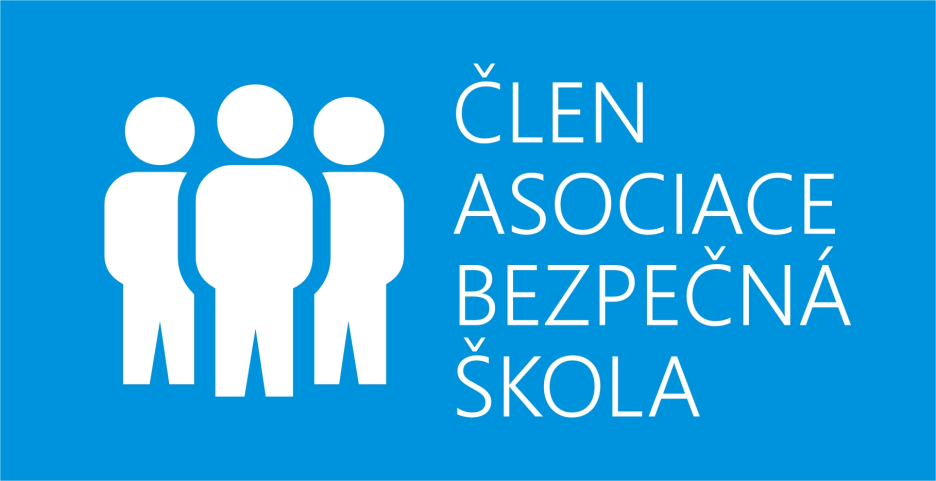 ČLEN
ASOCIACE
BEZPEČNÁ
ŠKOLA